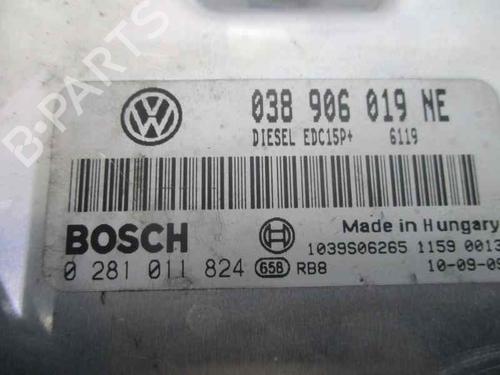 B-PARTS
038 906 019 NE
DIESEL EDC15P+ 6119
BOSCH
Made in Hungary
1039S06265 1159 0013
0 281 011 824 658 RB8 10-09-09